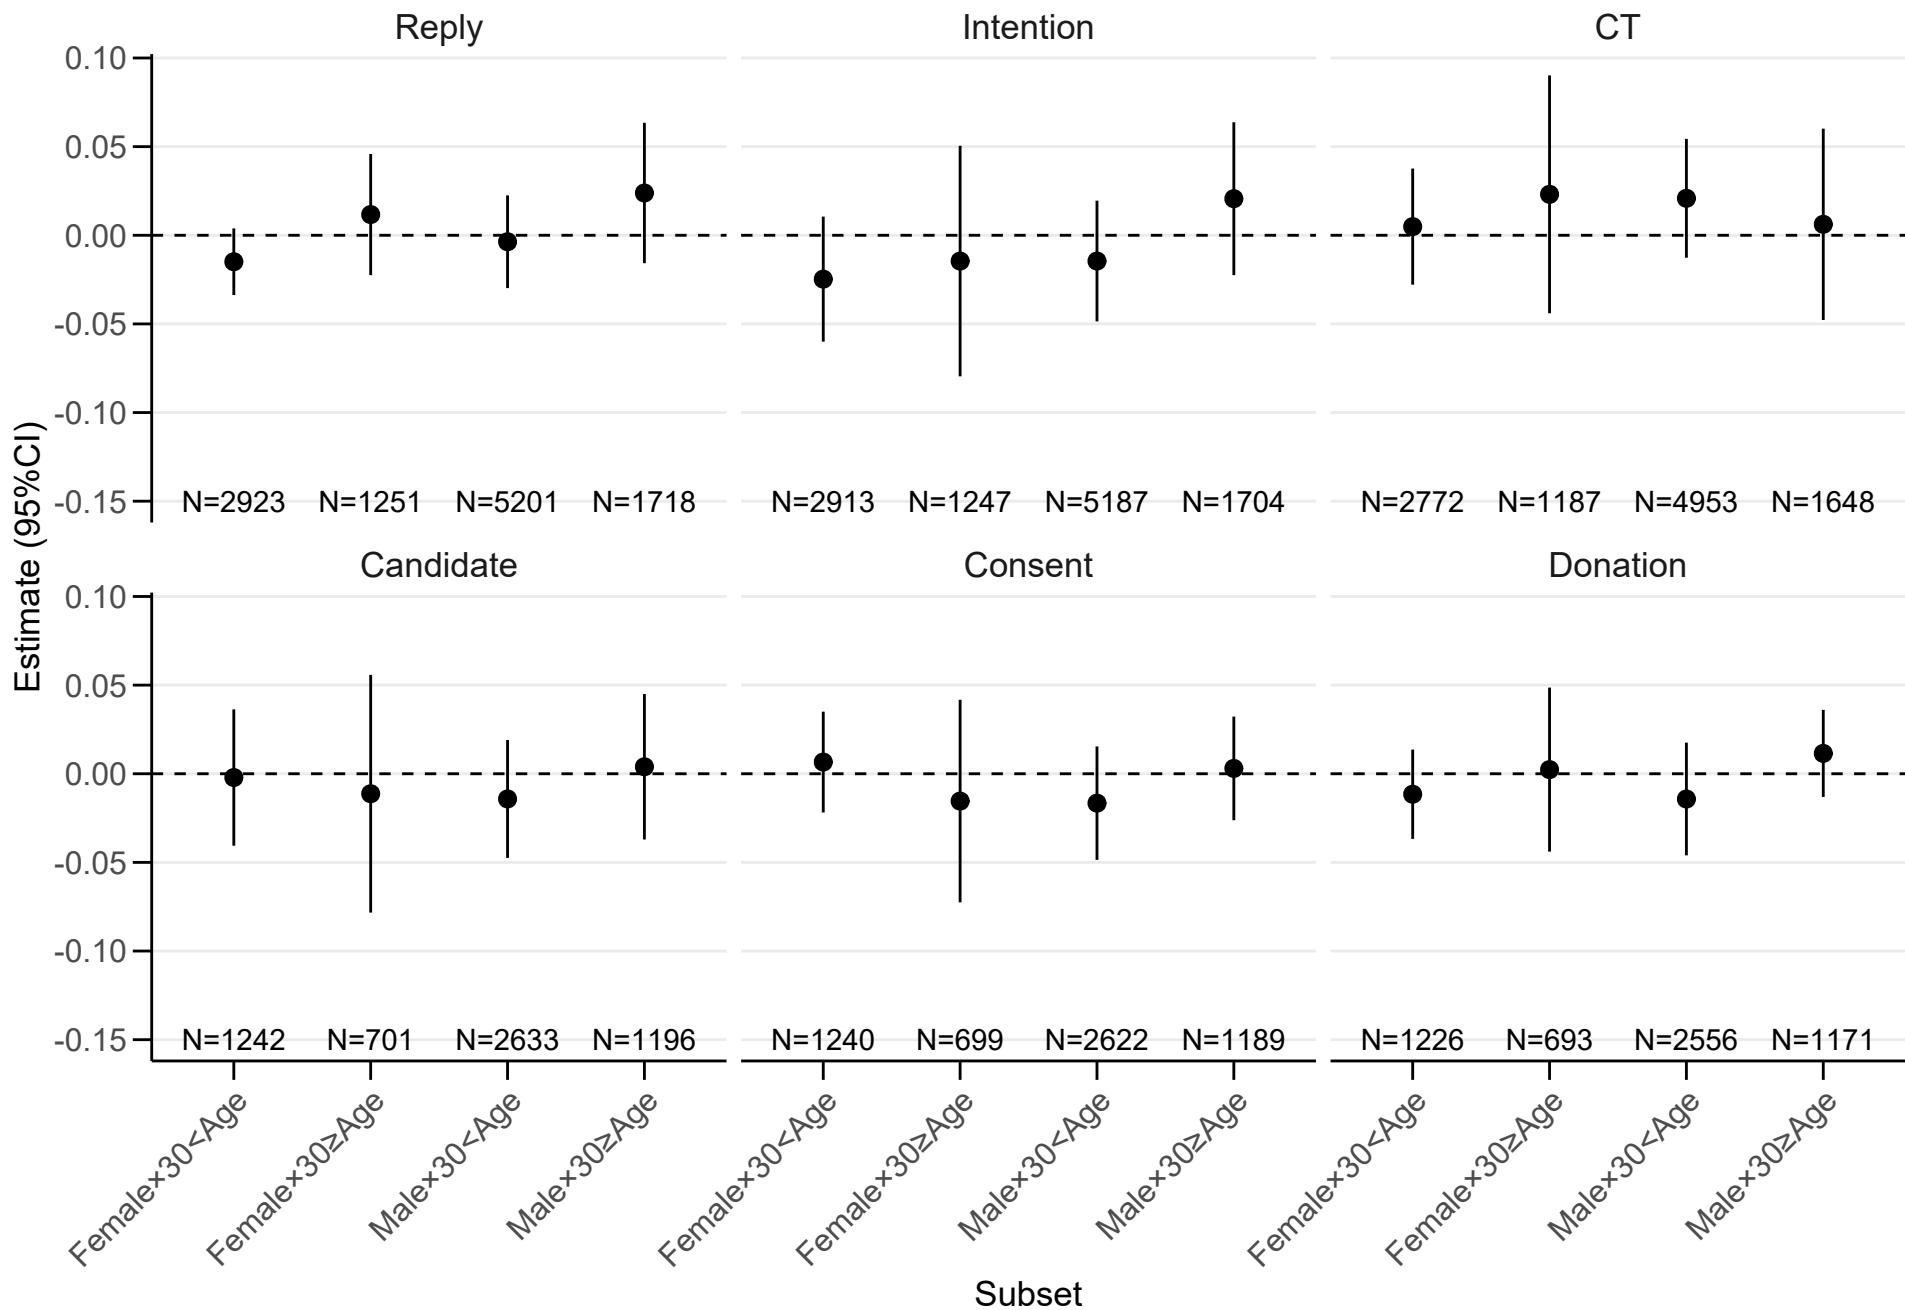 Reply Intention CT
0.10
0.05
0.00
-0.05
-0.10
-0.15
N=2923 N=1251 N=5201 N=1718 N=2913 N=1247 N=5187 N=1704 N=2772 N=1187 N=4953 N=1648
Estimate (95%CI)
Candidate Consent Donation
0.10
0.05
0.00
-0.05
-0.10
-0.15
N=1242 N=701 N=2633 N=1196 N=1240 N=699 N=2622 N=1189 N=1226 N=693 N=2556 N=1171
Female×30<Age Female×30≥Age Male×30<Age Male×30≥Age Female×30<Age Female×30≥Age Male×30<Age Male×30≥Age Female×30<Age Female×30≥Age Male×30<Age Male×30≥Age
Subset